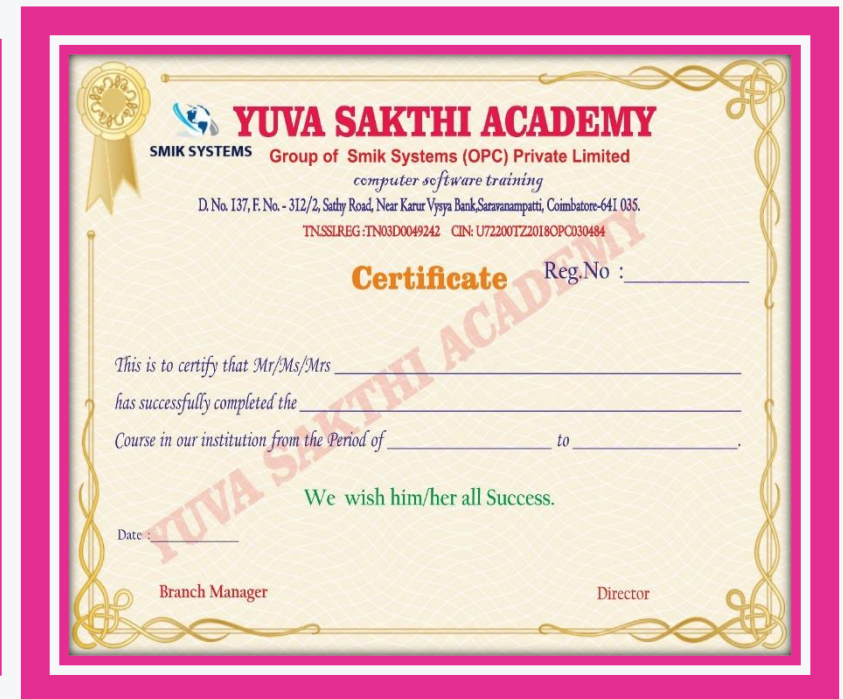 YUVA SAKTHI ACADEMY
SMIK SYSTEMS
Group of Smik Systems (OPC) Private Limited
computer software training
D. No. 137, F. No. - 312/2, Sathy Road, Near Karur Vysya Bank,Saravanampatti, Coimbatore-641 035.
TN.SSI.REG :TN03D0049242 CIN: U72200TZ2018OPC030484
Certificate
Reg.No :
This is to certify that Mr/Ms/Mrs
has successfully completed the
Course in our institution from the Period of to .
We wish him/her all Success.
Date :
Branch Manager Director
YUVA SAKTHI ACADEMY